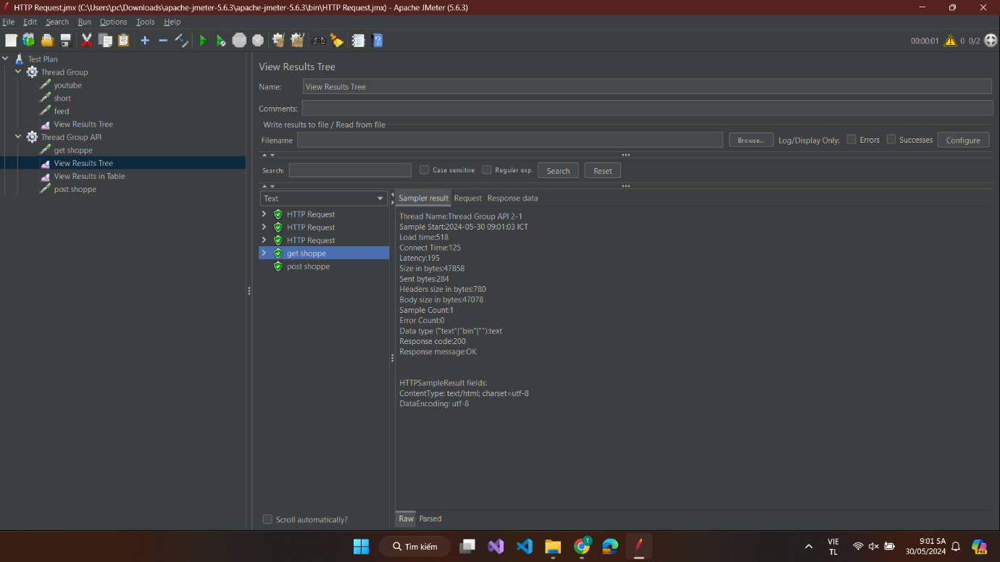 HTTP Request.jmx (C:\Users\pc\Downloads\apache-jmeter-5.6.3\apache-jmeter-5.6.3\bin\HTTP Request.jmx) - Apache JMeter (5.6.3)
File Edit Search Run Options Tools Help
00:00:01 0 0/2
Test Plan
Thread Group
youtube
short
feed
View Results Tree
Thread Group API
get shoppe
View Results Tree
View Results in Table
post shoppe
View Results Tree
Name: View Results Tree
Comments:
Write results to file / Read from file
Filename Browse... Log/Display Only: Errors Successes Configure
Search: Case sensitive Regular exp. Search Reset
Text
HTTP Request
HTTP Request
HTTP Request
get shoppe
post shoppe
Scroll automatically?
Sampler result Request Response data
Thread Name:Thread Group API 2-1
Sample Start:2024-05-30 09:01:03 ICT
Load time:518
Connect Time:125
Latency:195
Size in bytes:47858
Sent bytes:284
Headers size in bytes:780
Body size in bytes:47078
Sample Count:1
Error Count:0
Data type ("text"|"bin"|""):text
Response code:200
Response message:OK
HTTPSampleResult fields:
ContentType: text/html; charset=utf-8
DataEncoding: utf-8
Raw Parsed
Tìm kiếm
VIE
TL
9:01 SA
30/05/2024
PRE